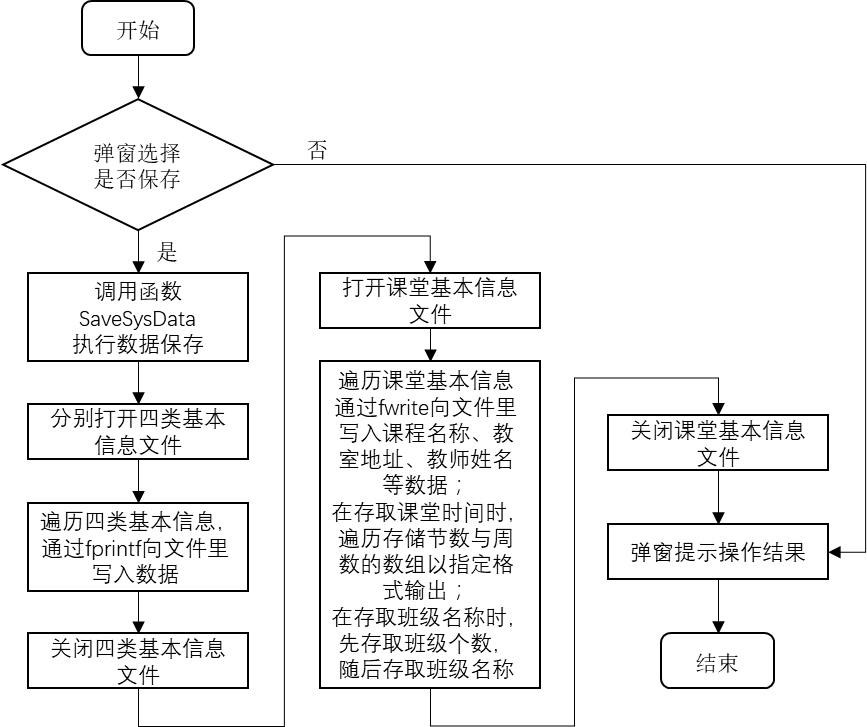 开始
弹窗选择
是否保存
否
是
调用函数
SaveSysData
执行数据保存
分别打开四类基本
信息文件
遍历四类基本信息,
通过fprintf向文件里
写入数据
关闭四类基本信息
文件
打开课堂基本信息
文件
遍历课堂基本信息
通过fwrite向文件里
写入课程名称、教
室地址、教师姓名
等数据；
在存取课堂时间时,
遍历存储节数与周
数的数组以指定格
式输出；
在存取班级名称时,
先存取班级个数,
随后存取班级名称
关闭课堂基本信息
文件
弹窗提示操作结果
结束